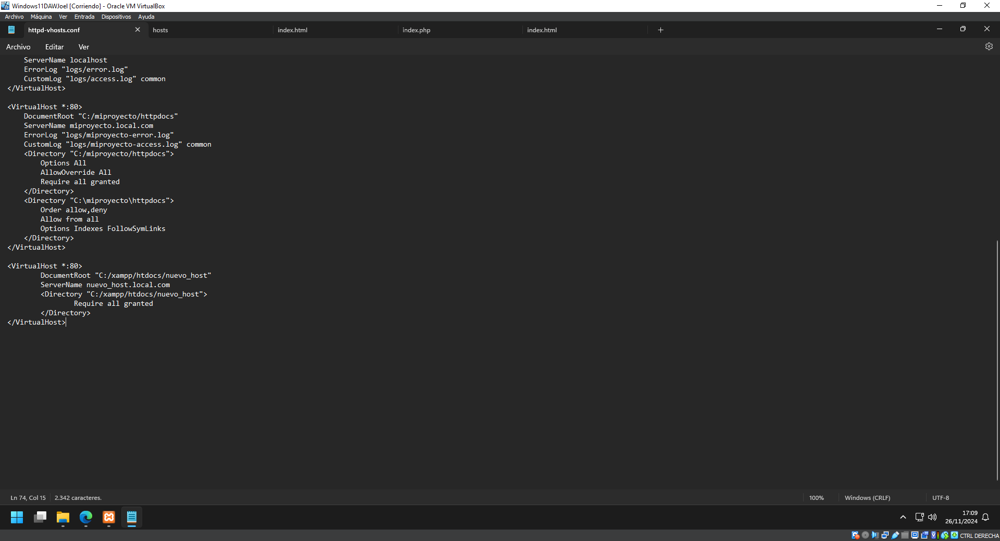 Windows11DAWJoel [Corriendo] - Oracle VM VirtualBox
Archivo Máquina Ver Entrada Dispositivos Ayuda
httpd-vhosts.conf hosts index.html index.php index.html
Archivo Editar Ver
ServerName localhost
ErrorLog "logs/error.log"
CustomLog "logs/access.log" common
</VirtualHost>
<VirtualHost *:80>
DocumentRoot "C:/miproyecto/httpdocs"
ServerName miproyecto.local.com
ErrorLog "logs/miproyecto-error.log"
CustomLog "logs/miproyecto-access.log" common
<Directory "C:/miproyecto/httpdocs">
Options All
AllowOverride All
Require all granted
</Directory>
<Directory "C:\miproyecto\httpdocs">
Order allow,deny
Allow from all
Options Indexes FollowSymLinks
</Directory>
</VirtualHost>
<VirtualHost *:80>
DocumentRoot "C:/xampp/htdocs/nuevo_host"
ServerName nuevo_host.local.com
<Directory "C:/xampp/htdocs/nuevo_host">
Require all granted
</Directory>
</VirtualHost>
Ln 74, Col 15 2.342 caracteres. 100% Windows (CRLF) UTF-8
17:09
26/11/2024
CTRL DERECHA